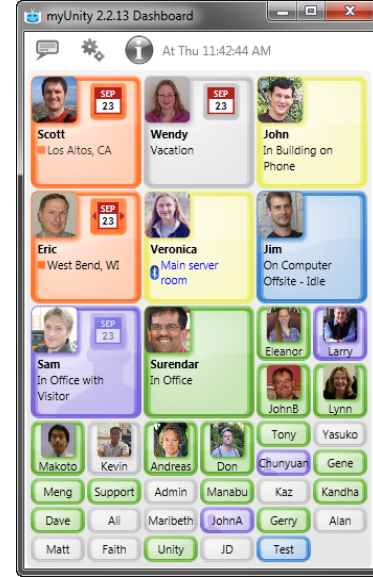 myUnity 2.2.13 Dashboard
At Thu 11:42:44 AM
SEP
23
Scott
Los Altos, CA
SEP
23
Wendy
Vacation
John
In Building on
Phone
SEP
23
Eric
West Bend, WI
Veronica
Main server
room
Jim
On Computer
Offsite - Idle
SEP
23
Sam
In Office with
Visitor
Surendar
In Office
Eleanor
Larry
JohnB
Lynn
Makoto
Kevin
Andreas
Don
Tony
Yasuko
Chunyuan
Gene
Meng
Support
Admin
Manabu
Kaz
Kandha
Dave
Ali
Maribeth
JohnA
Gerry
Alan
Matt
Faith
Unity
JD
Test